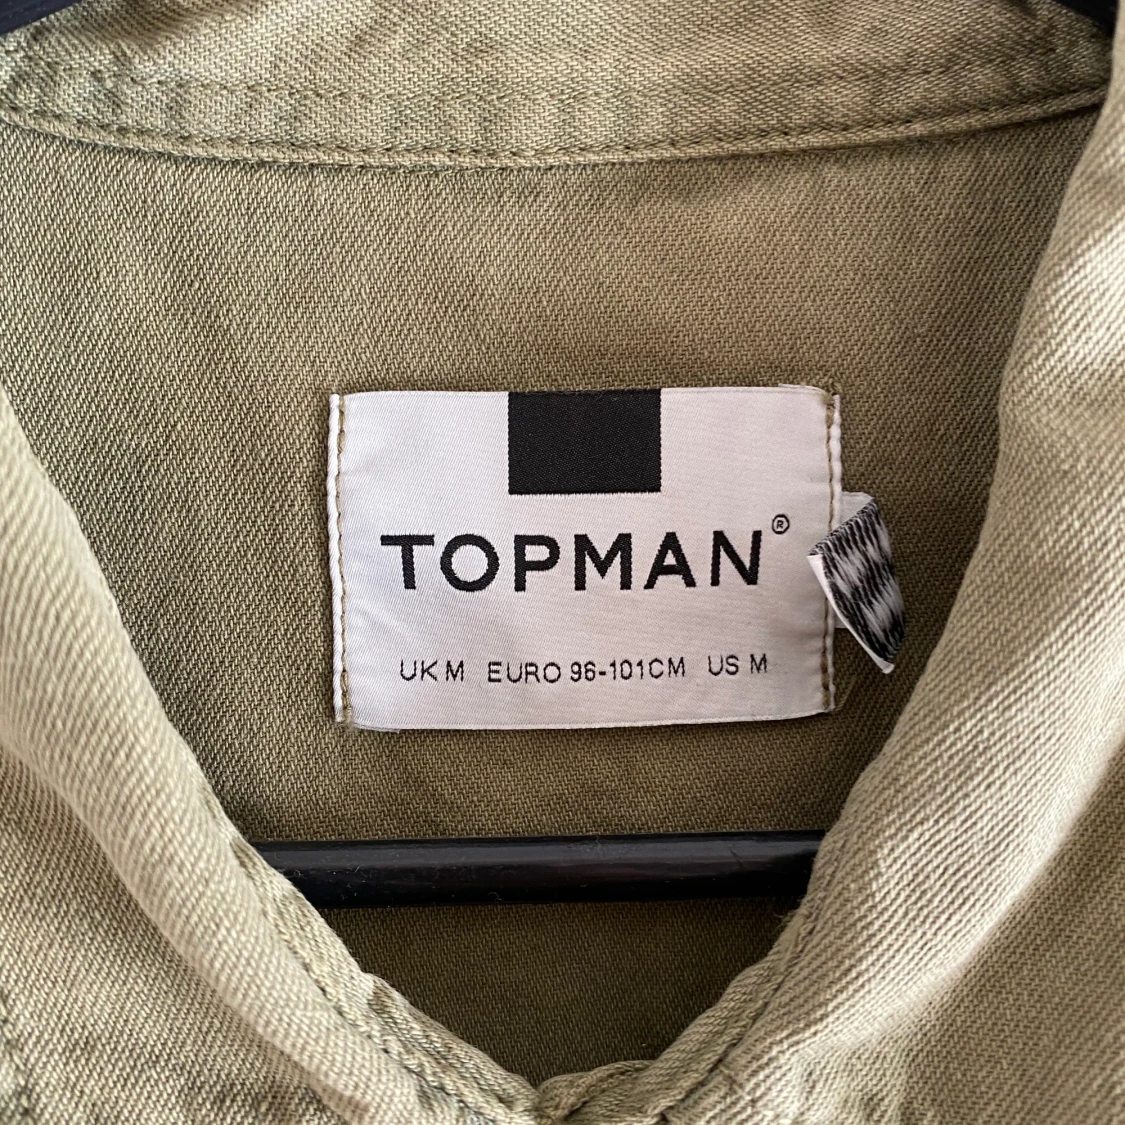 TOPMAN®
UK M EURO 96-101CM US M